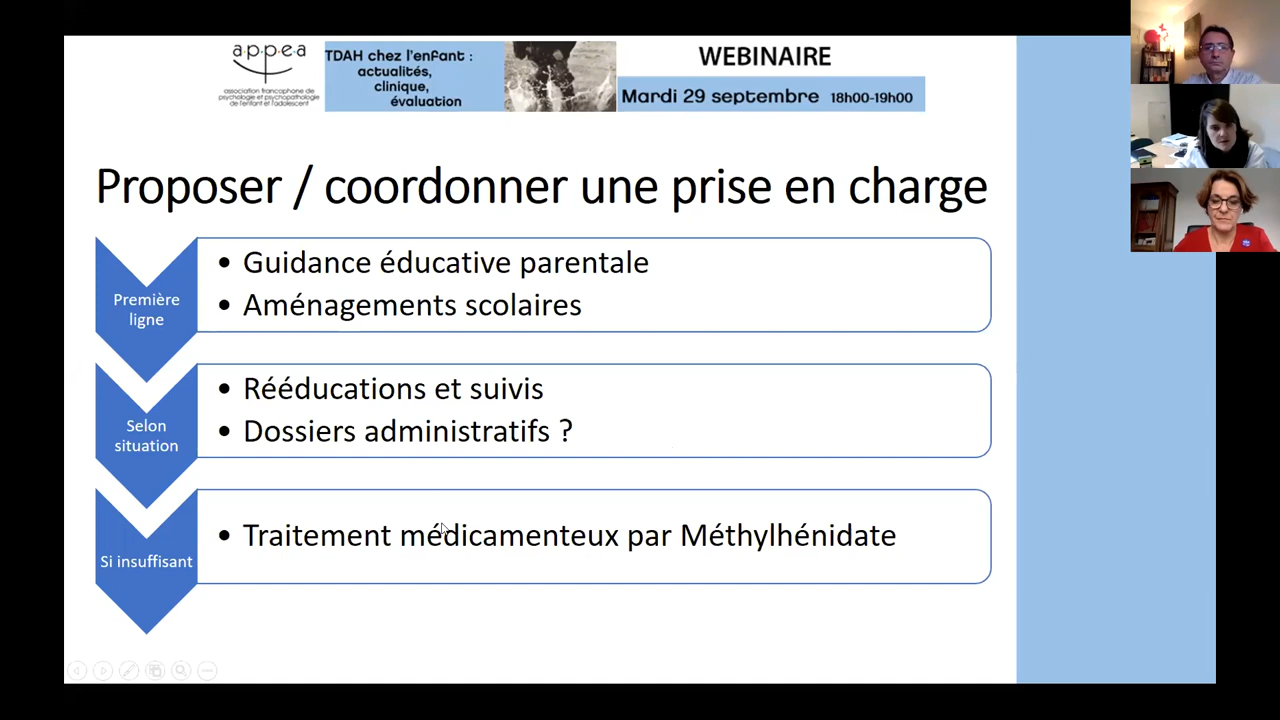 a·p·p·e·a
association francophone de
psychologie et psychopathologie
de l'enfant et l'adolescent
TDAH chez l'enfant :
actualités,
clinique,
évaluation
WEBINAIRE
Mardi 29 septembre 18h00-19h00
Proposer / coordonner une prise en charge
Première
ligne
• Guidance éducative parentale
• Aménagements scolaires
Selon
situation
• Rééducations et suivis
• Dossiers administratifs ?
Si insuffisant
• Traitement médicamenteux par Méthylhénidate